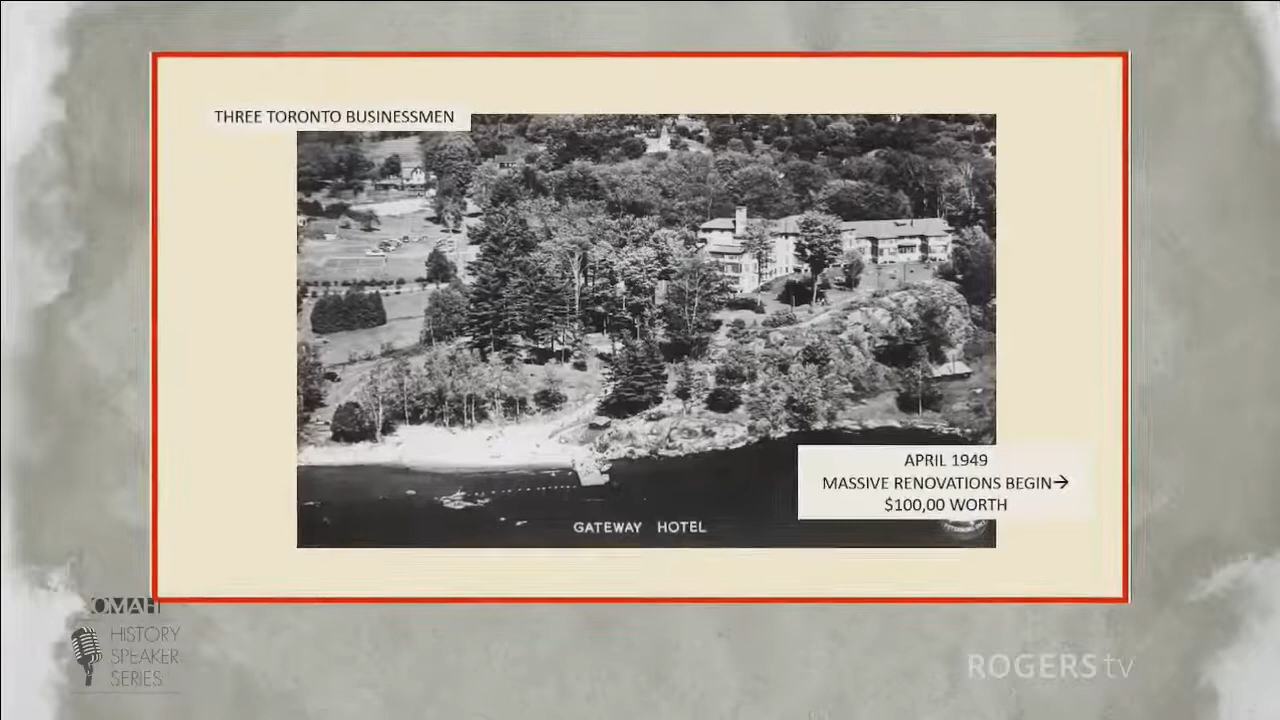 THREE TORONTO BUSINESSMEN
APRIL 1949
MASSIVE RENOVATIONS BEGIN→
$100,00 WORTH
GATEWAY HOTEL
OMAH
HISTORY
SPEAKER
SERIES
ROGERS tv